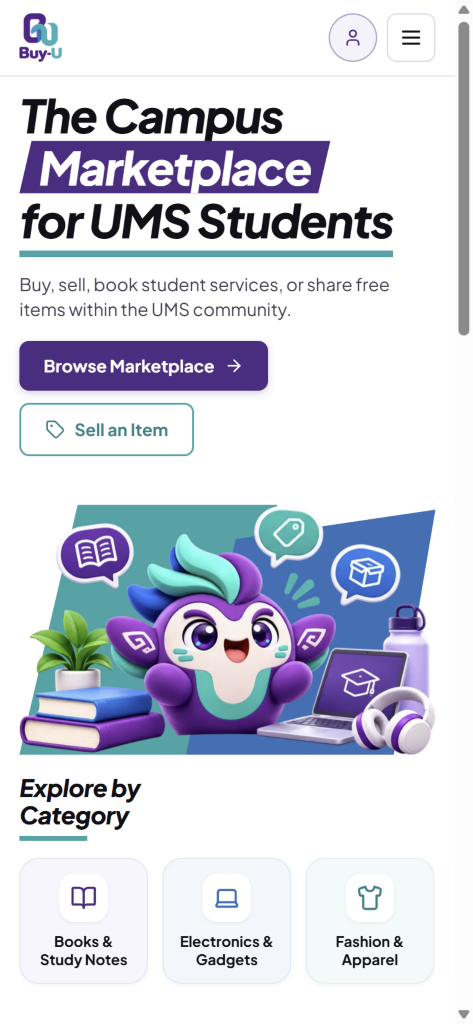 Buy-U
The Campus
Marketplace
for UMS Students
Buy, sell, book student services, or share free
items within the UMS community.
Browse Marketplace
Sell an Item
Explore by
Category
Books &
Study Notes
Electronics &
Gadgets
Fashion &
Apparel